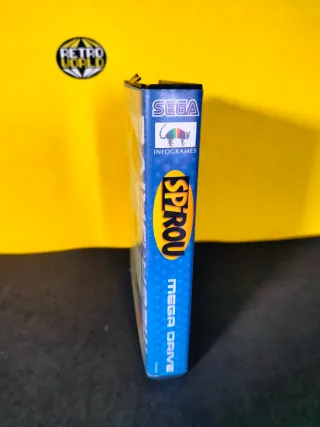 RETRO
WORLD
SEGA
INFOGRAMES
SPIROU
MEGA DRIVE